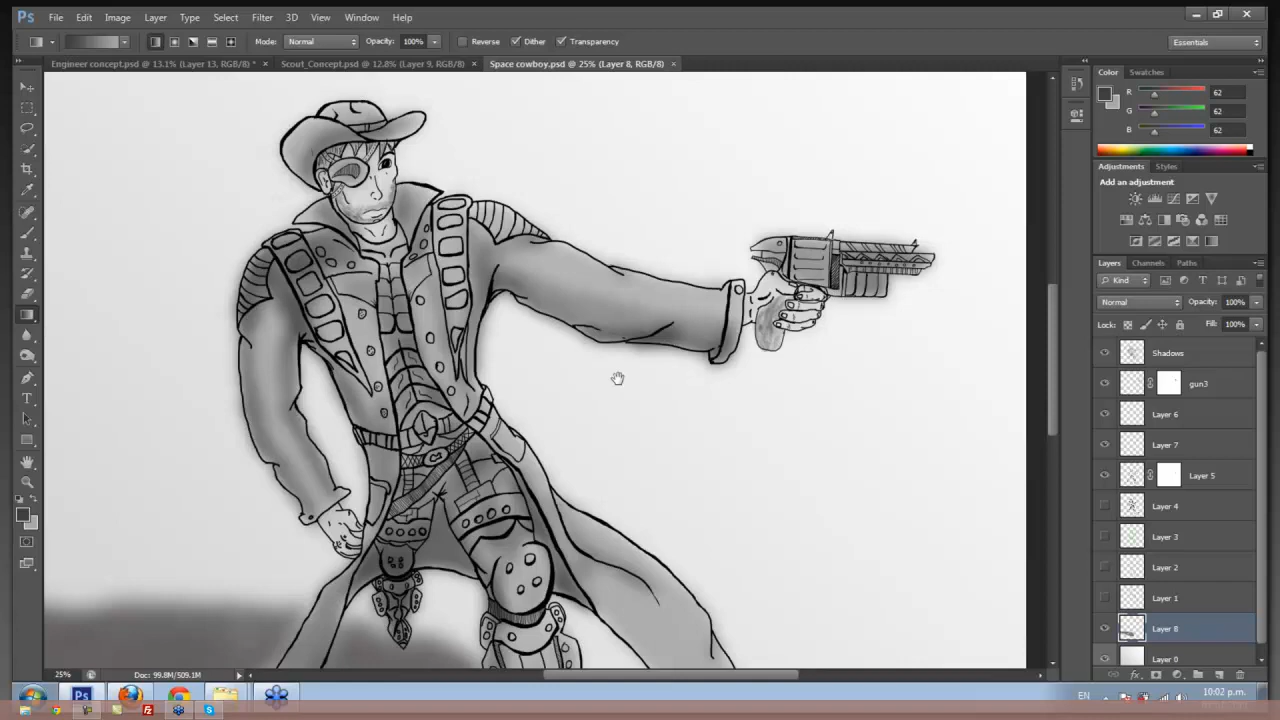 Ps File Edit Image Layer Type Select Filter 3D View Window Help
Mode: Normal Opacity: 100% Reverse Dither Transparency Essentials
Engineer concept.psd @ 13.1% (Layer 13, RGB/8) * × Scout_Concept.psd @ 12.8% (Layer 9, RGB/8) × Space cowboy.psd @ 25% (Layer 8, RGB/8) ×
Color Swatches
R 62
G 62
B 62
Adjustments Styles
Add an adjustment
Layers Channels Paths
Kind
Normal Opacity: 100%
Lock: Fill: 100%
Shadows
gun3
Layer 6
Layer 7
Layer 5
Layer 4
Layer 3
Layer 2
Layer 1
Layer 8
Layer 0
25% Doc: 99.8M/509.1M
Ps EN 10:02 p.m.